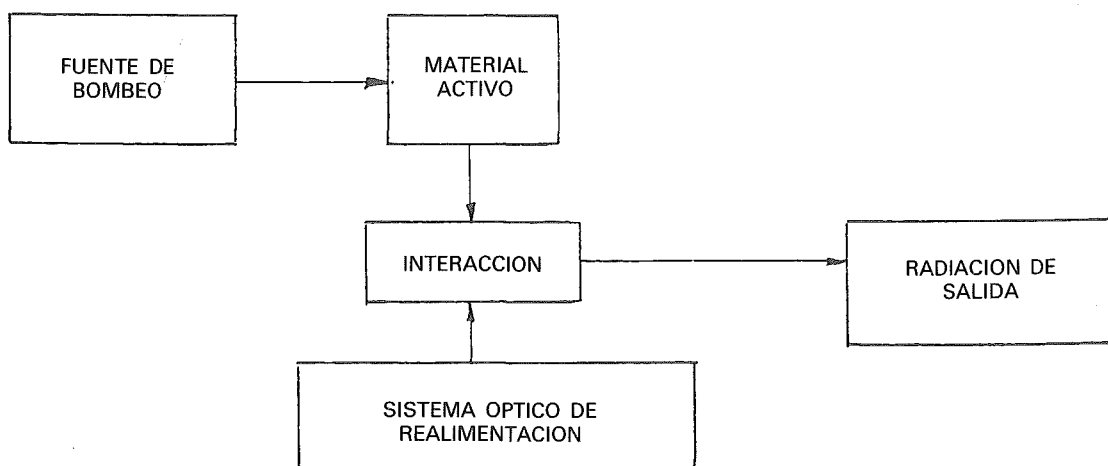 FUENTE DE
BOMBEO
MATERIAL
ACTIVO
INTERACCION
RADIACION DE
SALIDA
SISTEMA OPTICO DE
REALIMENTACION